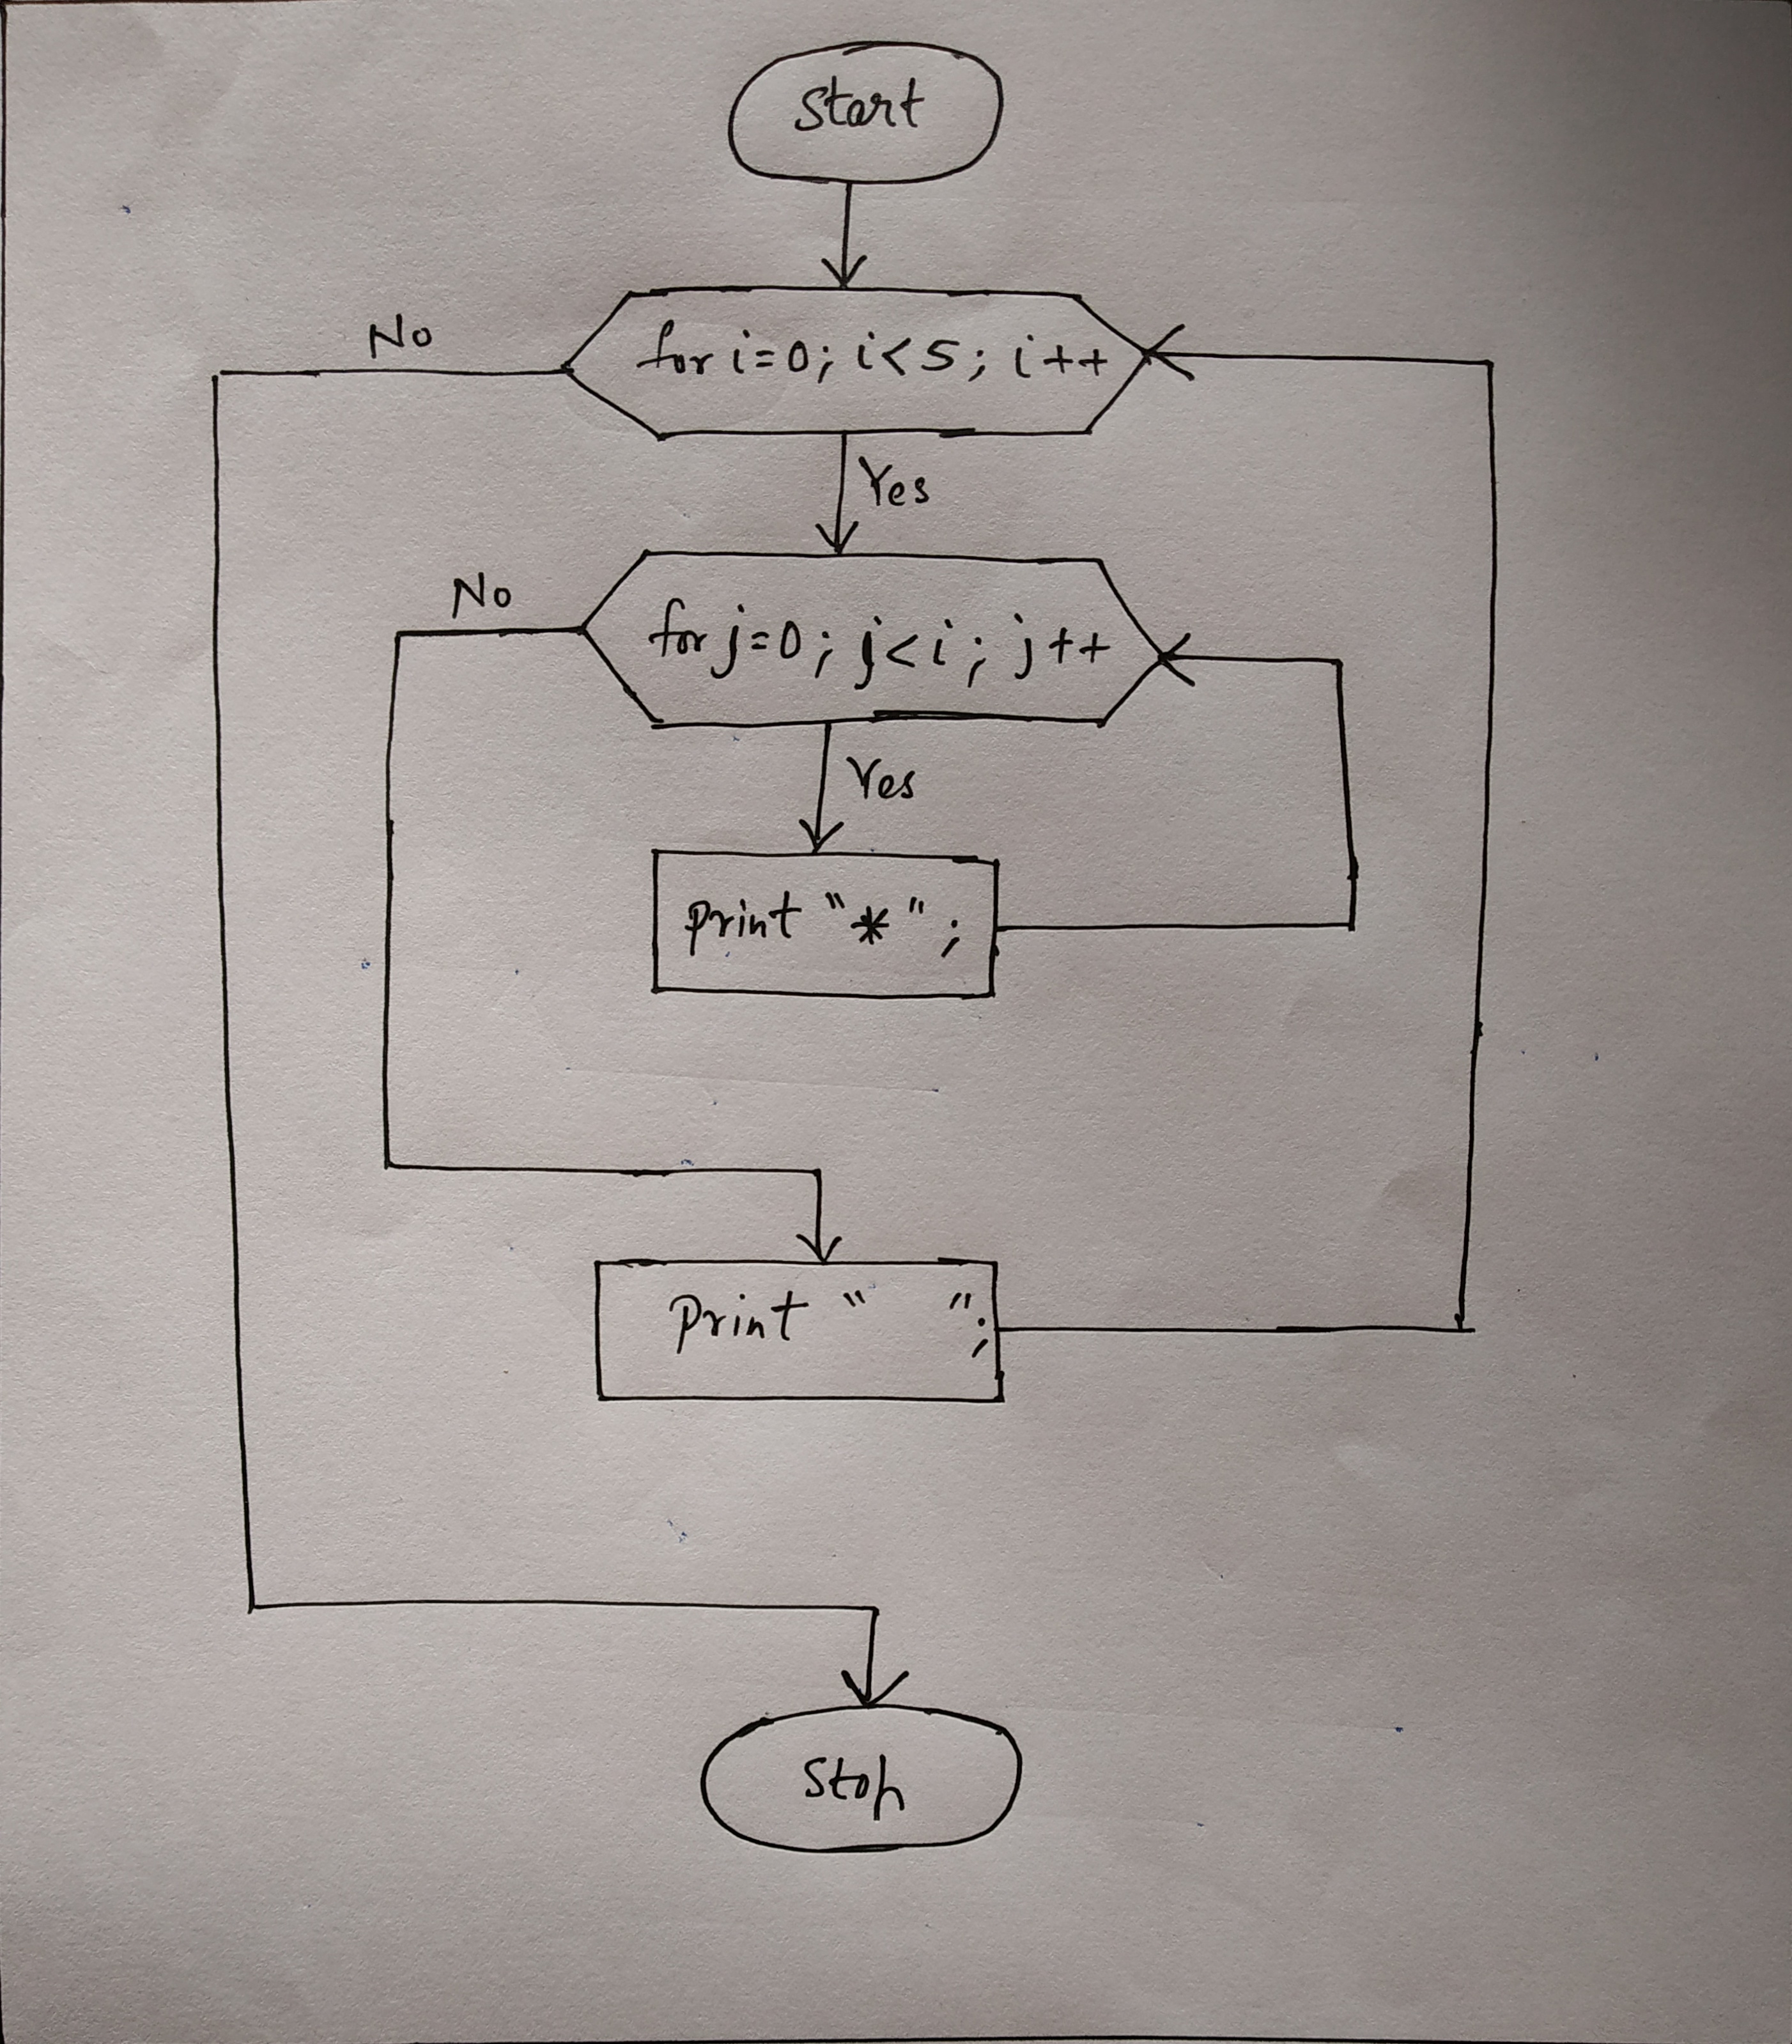 Start
No
for i=0; i<5; i++
Yes
No
for j=0; j<i; j++
Yes
print "*";
Print "    ";
Stop